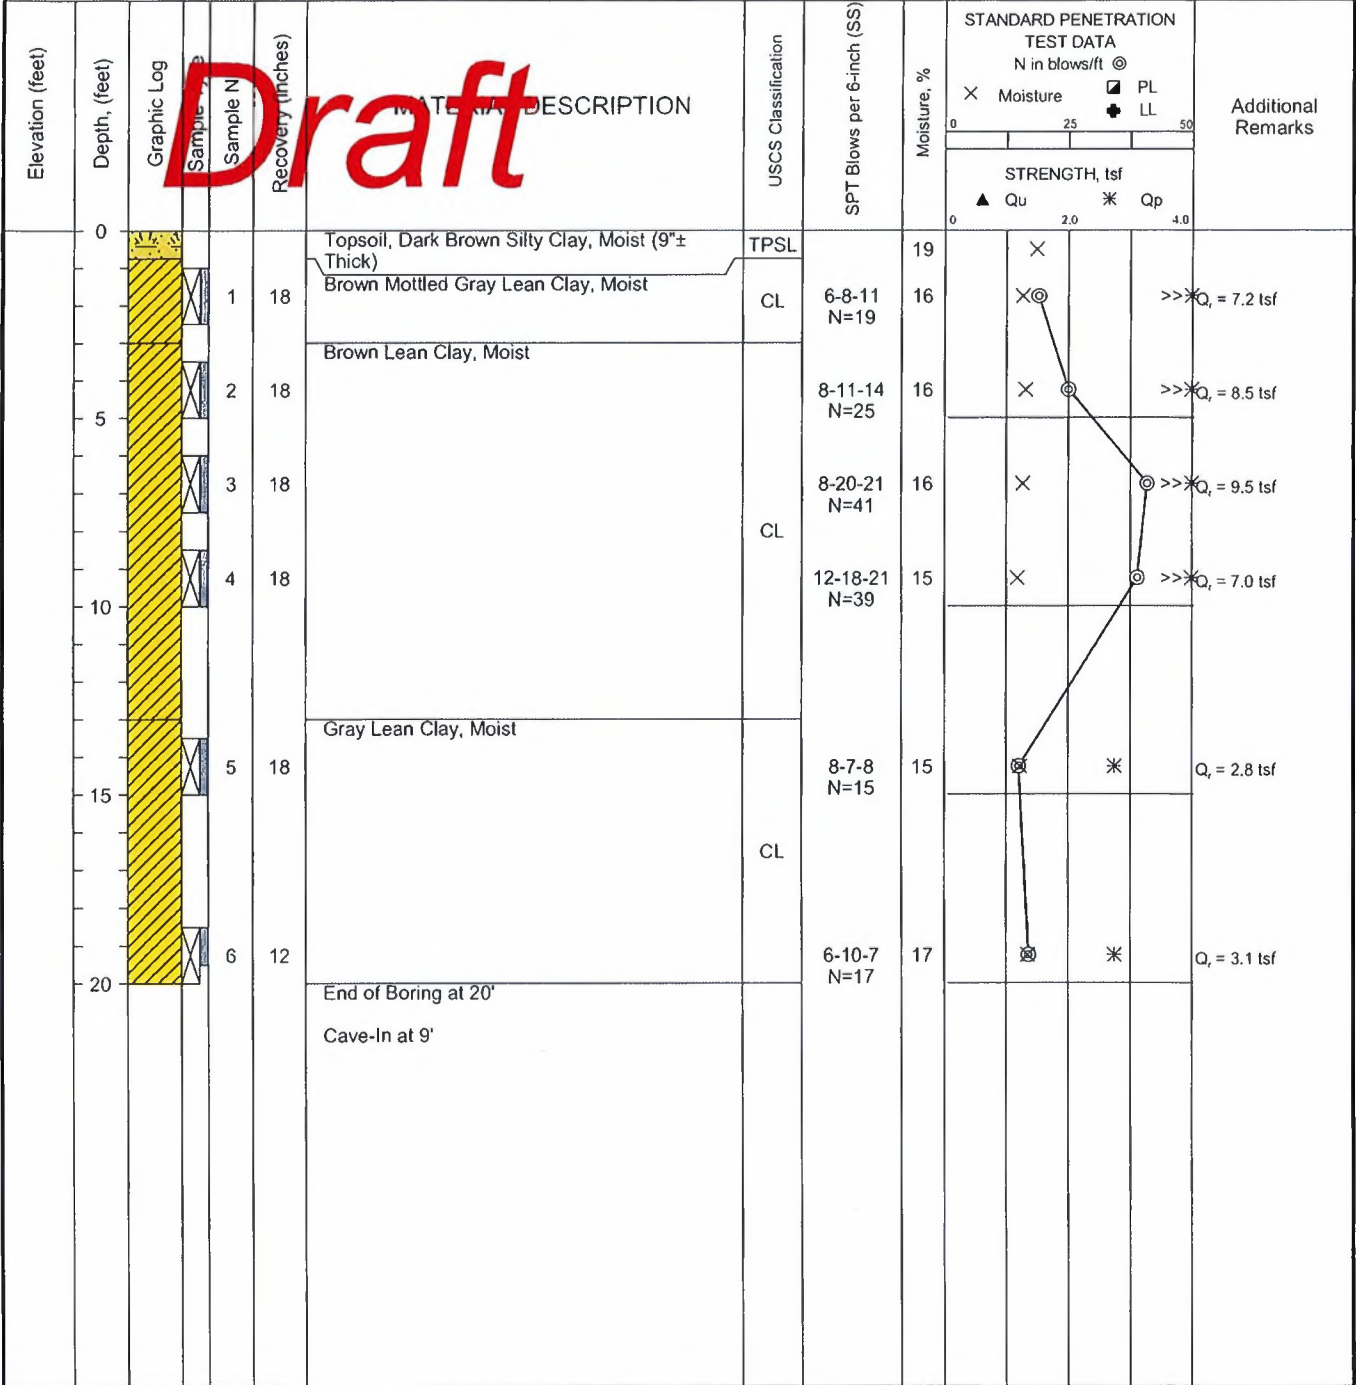 Elevation (feet)
Depth, (feet)
Graphic Log
Sample
Sample N
Recovery (inches)
Draft
DESCRIPTION
USCS Classification
SPT Blows per 6-inch (SS)
Moisture, %
STANDARD PENETRATION
TEST DATA
N in blows/ft ◎
× Moisture
PL
LL
0 25 50
STRENGTH, tsf
▲ Qu ✳ Qp
0 2.0 4.0
Additional
Remarks
0
Topsoil, Dark Brown Silty Clay, Moist (9"±
Thick)
TPSL
19
Brown Mottled Gray Lean Clay, Moist
1 18 CL 6-8-11 16 >> Qr = 7.2 tsf
N=19
Brown Lean Clay, Moist
2 18 8-11-14 16 >> Qr = 8.5 tsf
N=25
5
3 18 8-20-21 16 >> Qr = 9.5 tsf
N=41
CL
4 18 12-18-21 15 >> Qr = 7.0 tsf
N=39
10
Gray Lean Clay, Moist
5 18 8-7-8 15 Qr = 2.8 tsf
N=15
15
CL
6 12 6-10-7 17 Qr = 3.1 tsf
N=17
20
End of Boring at 20'
Cave-In at 9'